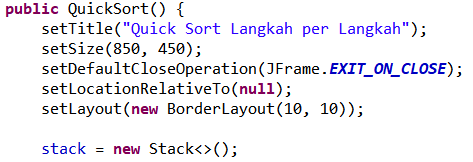 public QuickSort() {
    setTitle("Quick Sort Langkah per Langkah");
    setSize(850, 450);
    setDefaultCloseOperation(JFrame.EXIT_ON_CLOSE);
    setLocationRelativeTo(null);
    setLayout(new BorderLayout(10, 10));
    stack = new Stack<>();